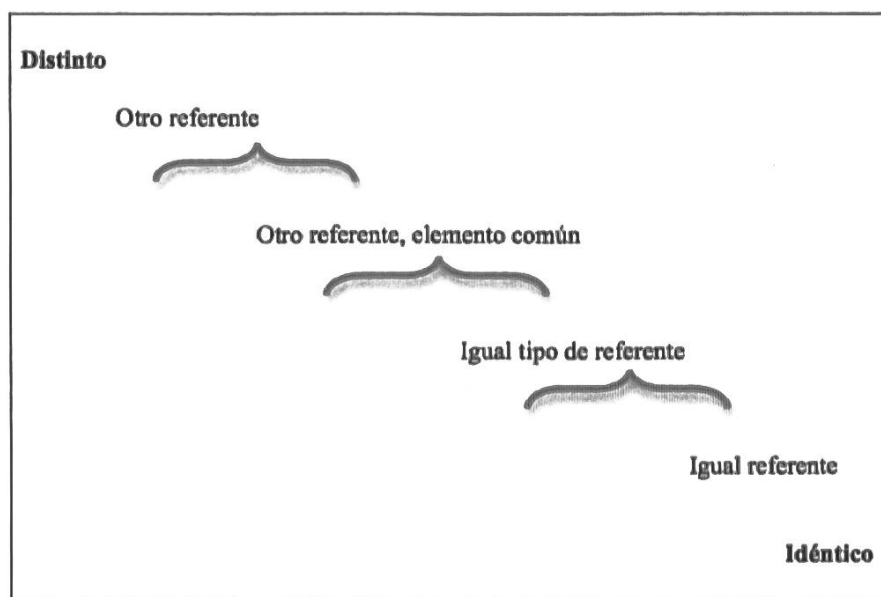 Distinto
Otro referente
Otro referente, elemento común
Igual tipo de referente
Igual referente
Idéntico